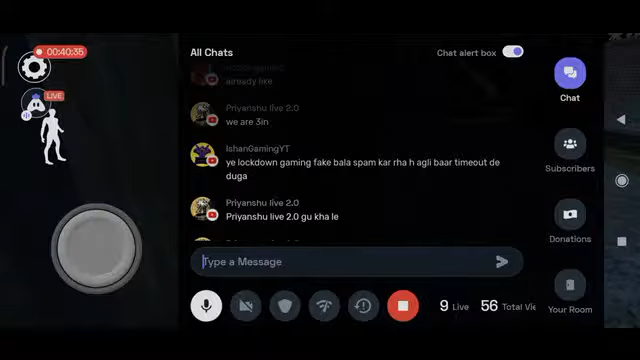 00:40:35
All Chats
Chat alert box
LIVE
already like
Chat
Priyanshu live 2.0
we are 3in
IshanGamingYT
ye lockdown gaming fake bala spam kar rha h agli baar timeout de
duga
Subscribers
Priyanshu live 2.0
Priyanshu live 2.0 gu kha le
Donations
Type a Message
9 Live 56 Total Vie
Your Room